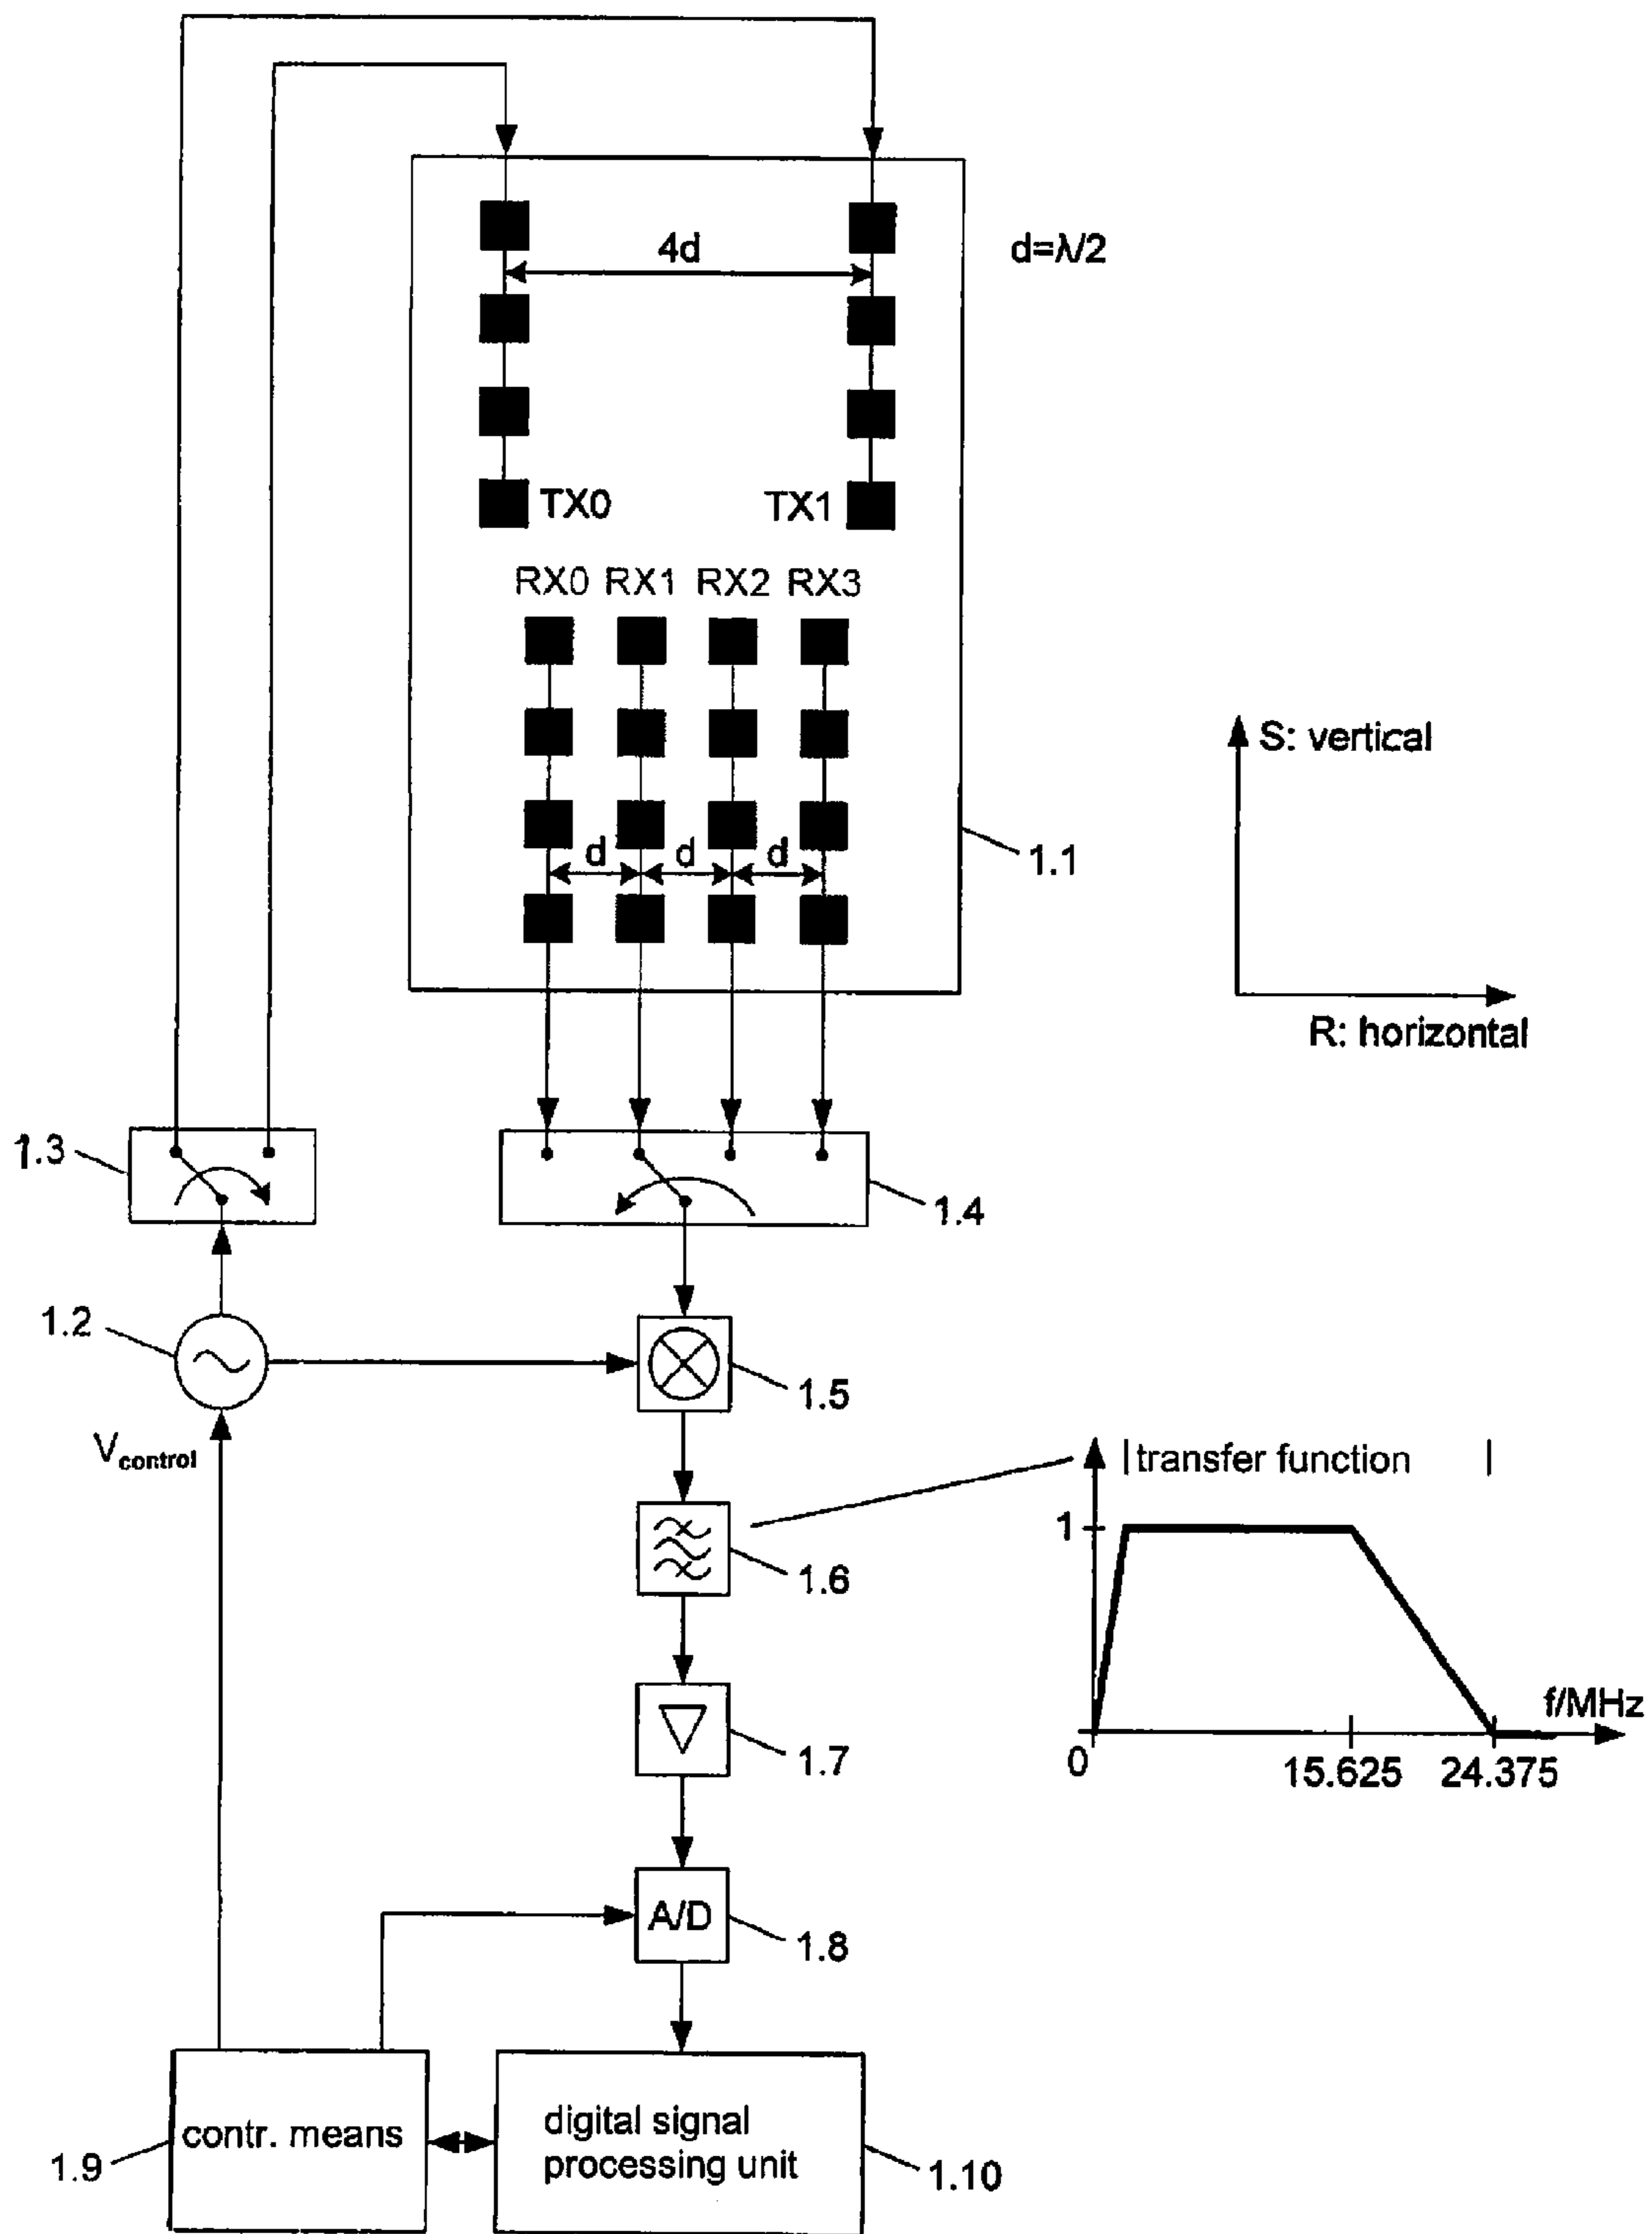 4d
d=λ/2
TX0
TX1
RX0 RX1 RX2 RX3
S: vertical
d
d
d
1.1
R: horizontal
1.3
1.4
1.2
1.5
Vcontrol
|transfer function |
1
1.6
f/MHz
0
15.625
24.375
1.7
A/D
1.8
contr. means
digital signal
processing unit
1.9
1.10